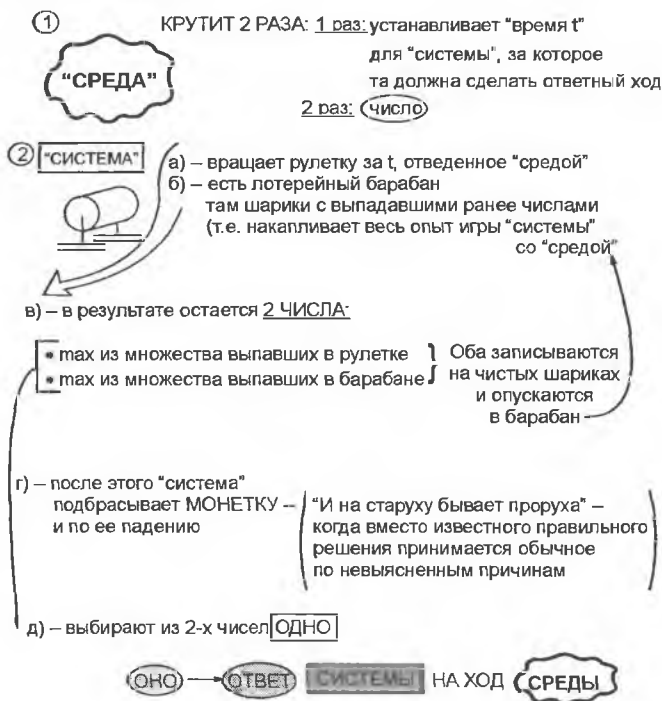 ① КРУТИТ 2 РАЗА: 1 раз: устанавливает "время t"
для "системы", за которое
"СРЕДА"
та должна сделать ответный ход
2 раз: число
② "СИСТЕМА"
а) – вращает рулетку за t, отведенное "средой"
б) – есть лотерейный барабан
там шарики с выпадавшими ранее числами
(т.е. накапливает весь опыт игры "системы"
со "средой"
в) – в результате остается 2 ЧИСЛА:
• max из множества выпавших в рулетке
• max из множества выпавших в барабане
Оба записываются
на чистых шариках
и опускаются
в барабан
г) – после этого "система"
подбрасывает МОНЕТКУ –
и по ее падению
"И на старуху бывает проруха" –
когда вместо известного правильного
решения принимается обычное
по невыясненным причинам
д) – выбирают из 2-х чисел ОДНО
ОНО ОТВЕТ СИСТЕМЫ НА ХОД СРЕДЫ